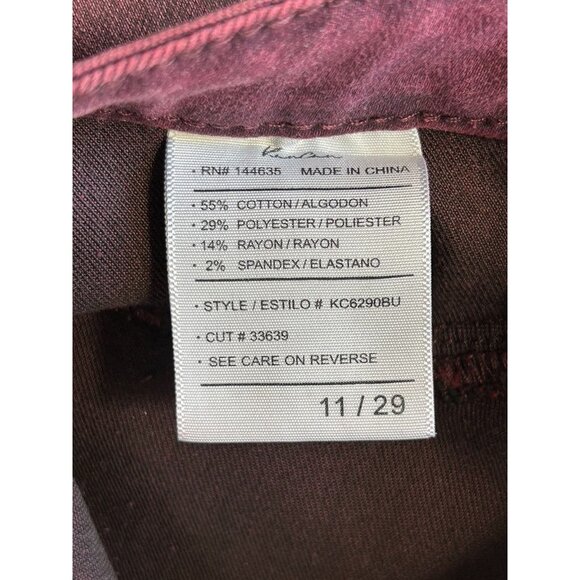 KanCan
· RN# 144635 MADE IN CHINA
· 55% COTTON / ALGODON
· 29% POLYESTER / POLIESTER
· 14% RAYON / RAYON
· 2% SPANDEX / ELASTANO
· STYLE / ESTILO # KC6290BU
· CUT # 33639
· SEE CARE ON REVERSE
11 / 29